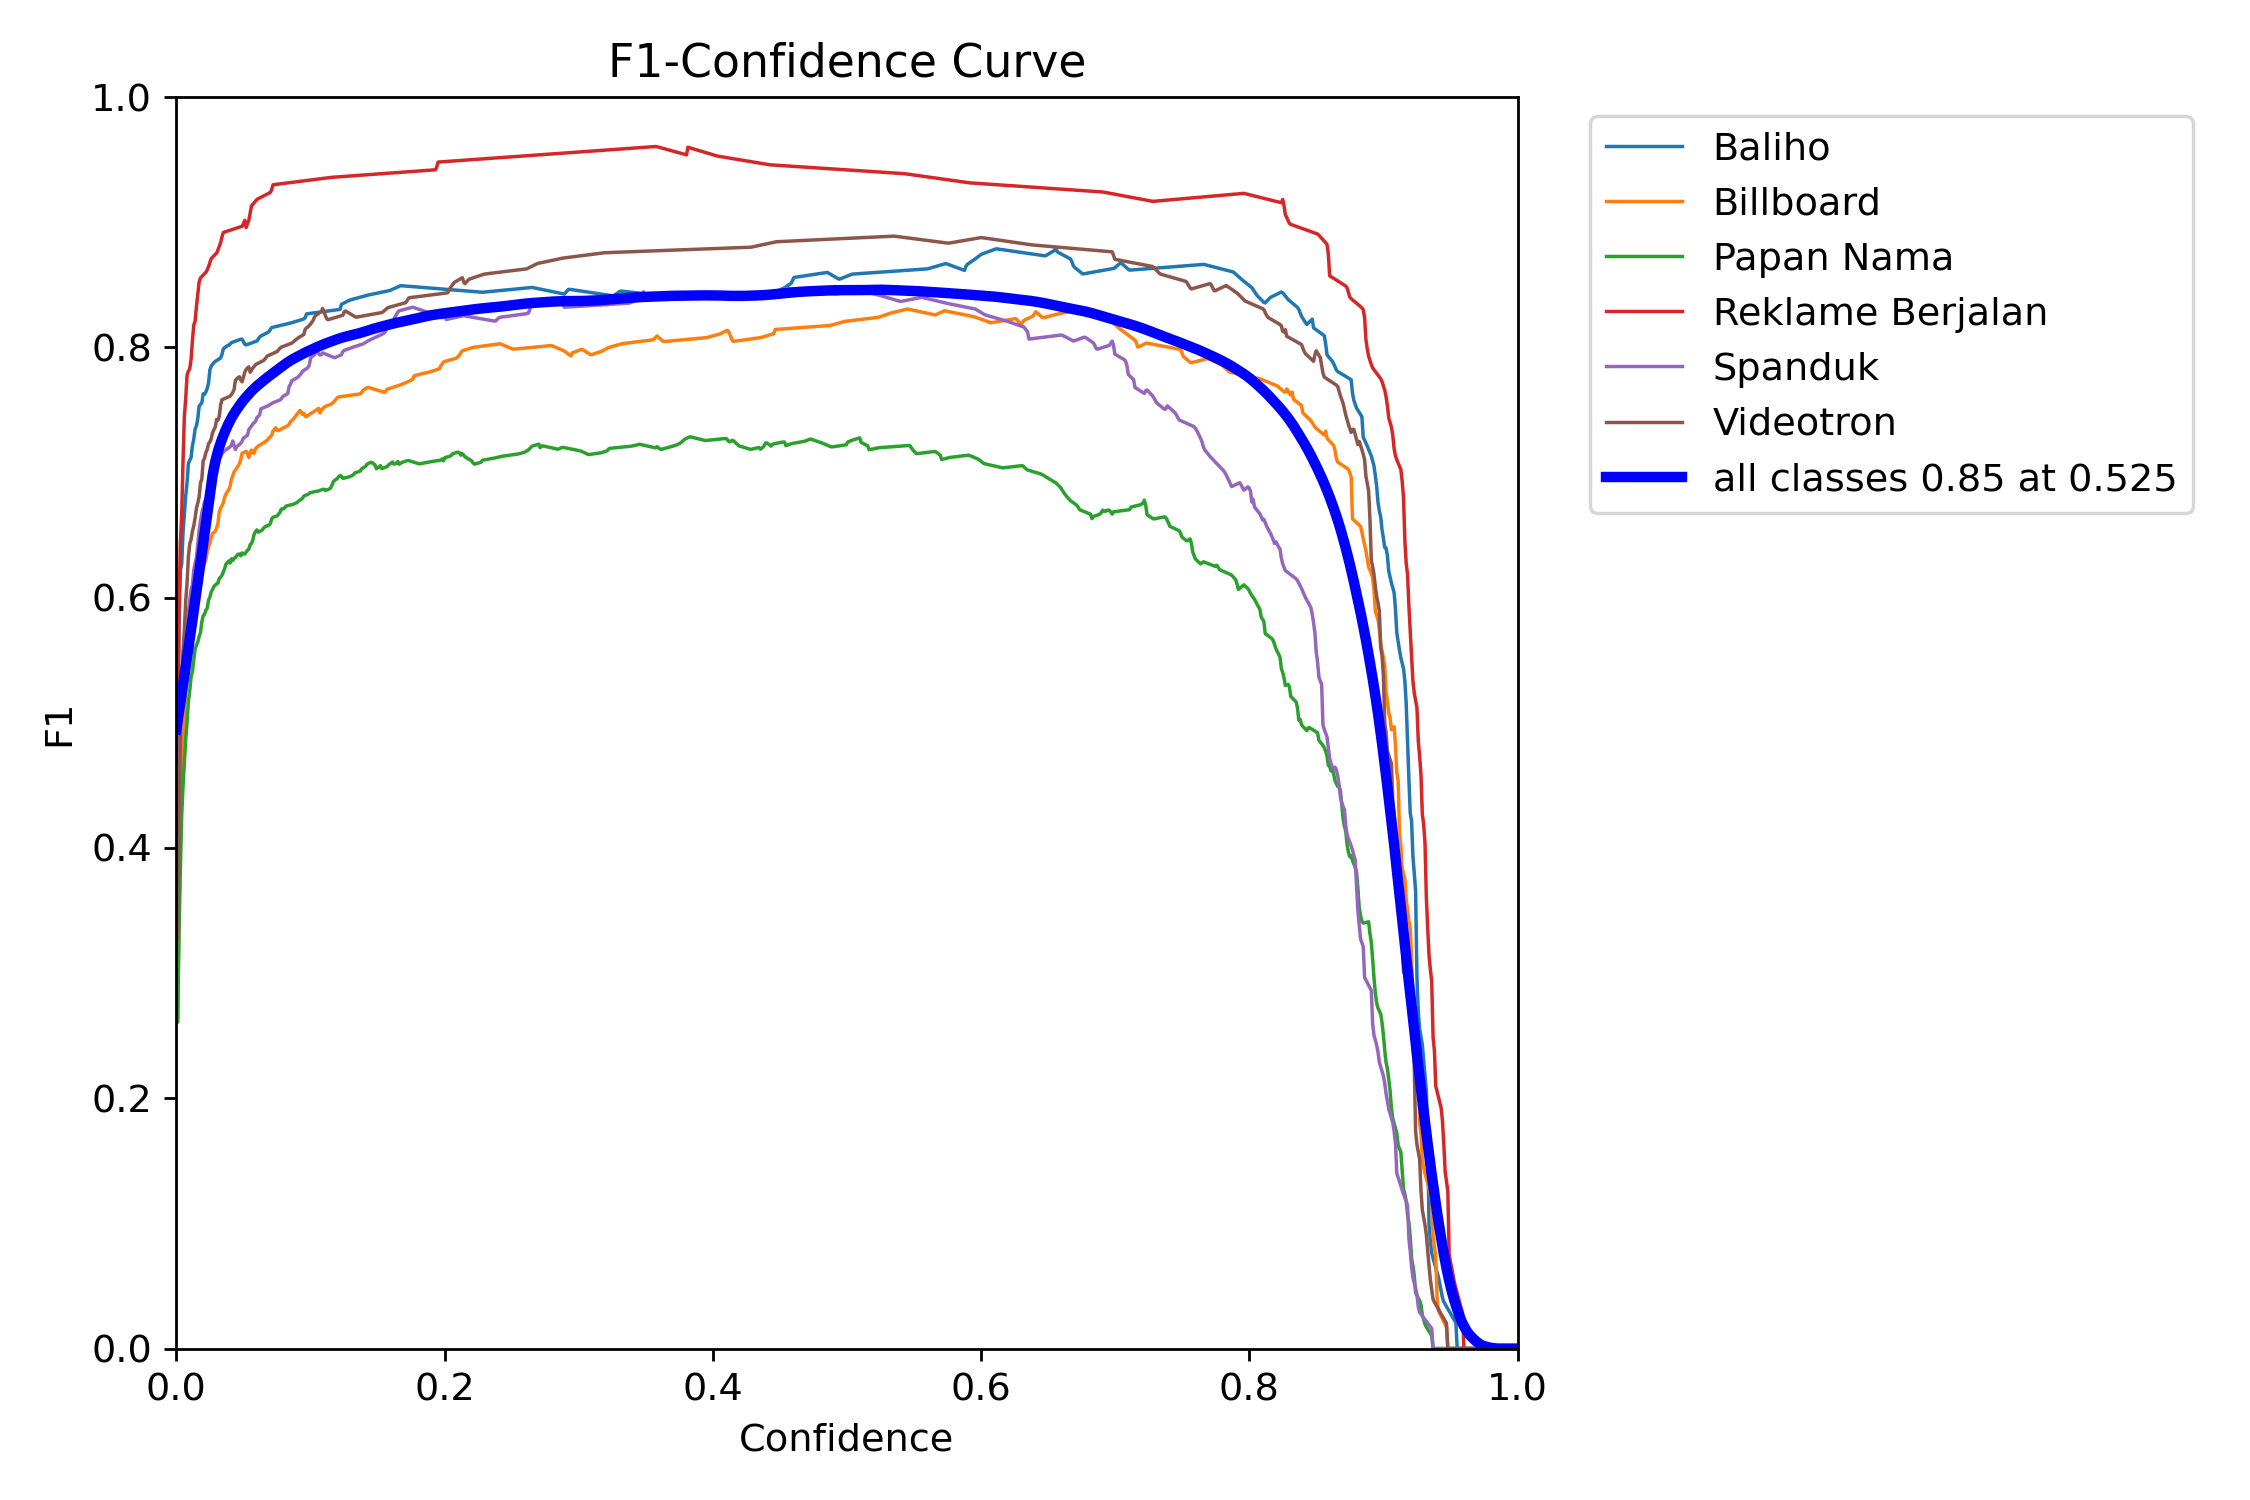 F1-Confidence Curve
1.0
0.8
0.6
0.4
0.2
0.0
F1
0.0 0.2 0.4 0.6 0.8 1.0
Confidence
Baliho
Billboard
Papan Nama
Reklame Berjalan
Spanduk
Videotron
all classes 0.85 at 0.525